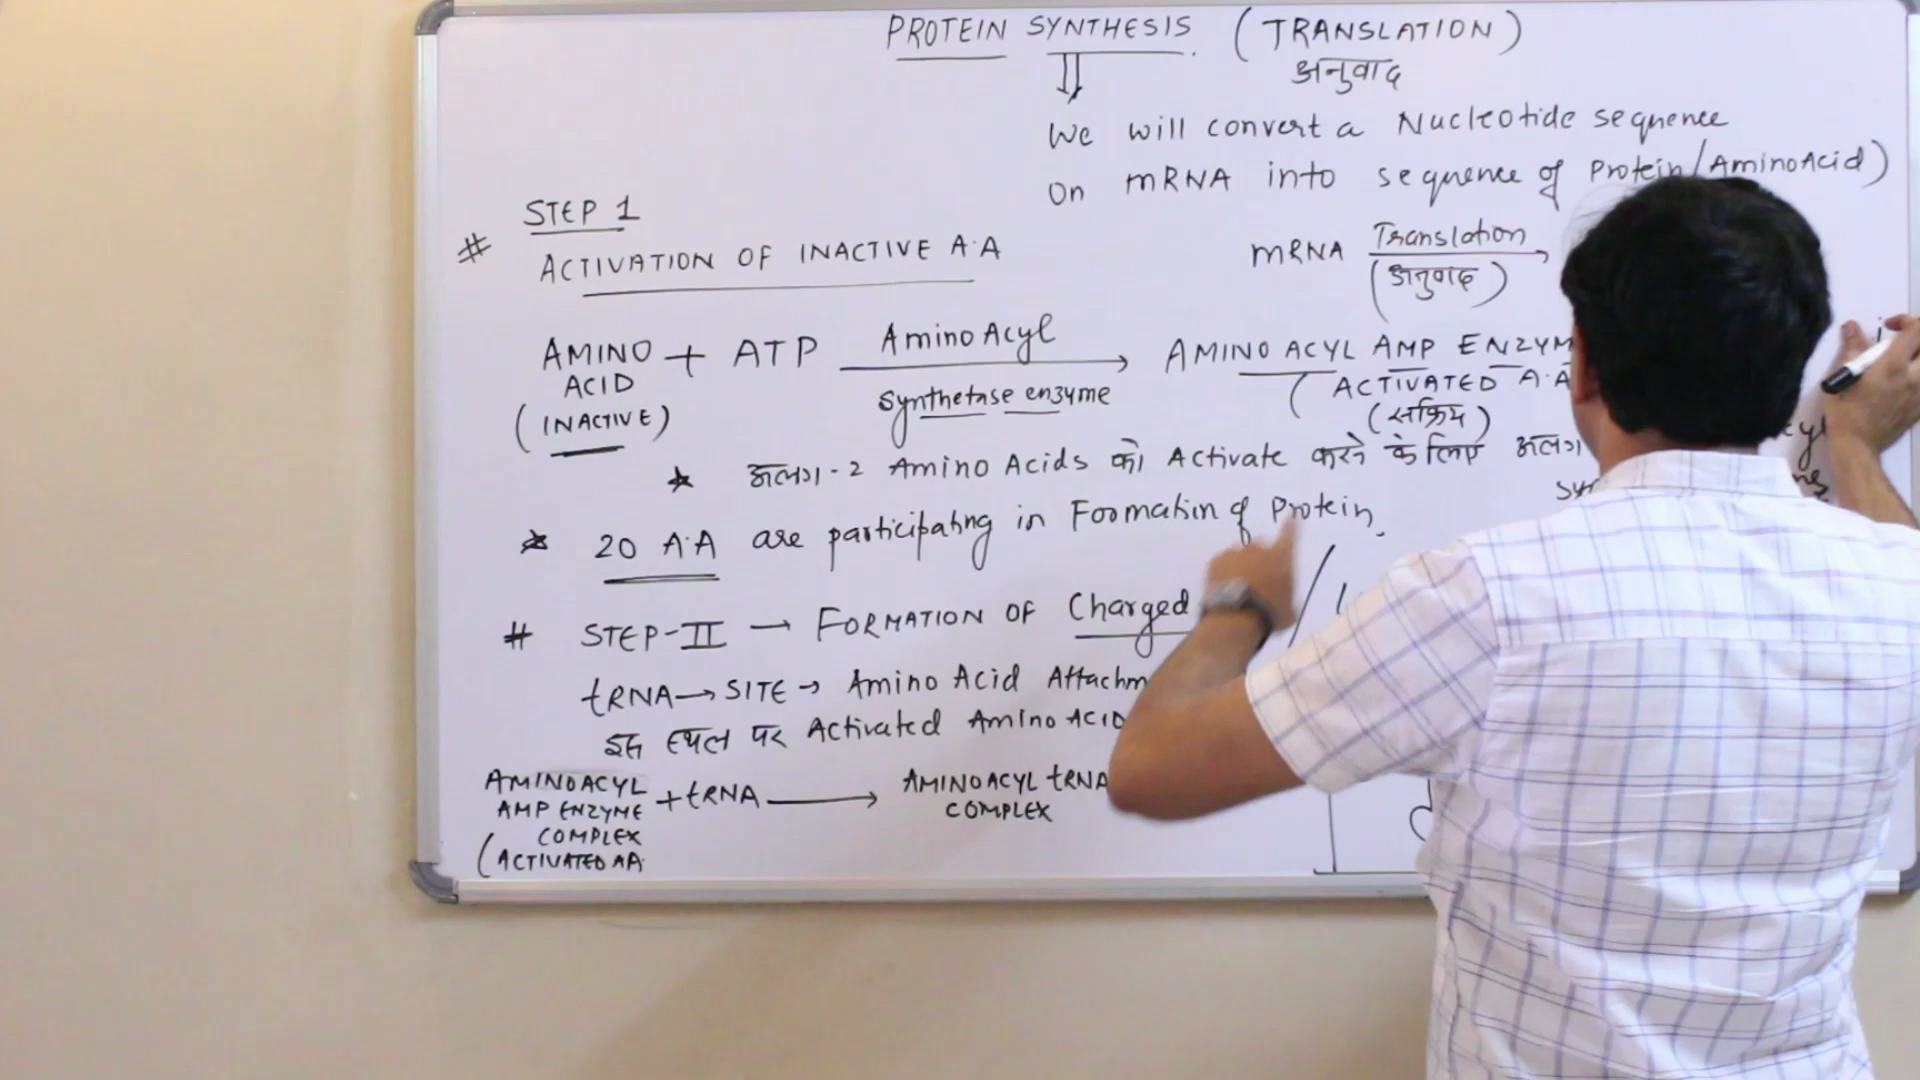 PROTEIN SYNTHESIS (TRANSLATION)
अनुवाद
We will convert a Nucleotide sequence
on mRNA into sequence of Protein/AminoAcid)
STEP 1
# ACTIVATION OF INACTIVE A.A
mRNA Translation
(अनुवाद)
AMINO ACID + ATP Amino Acyl AMINO ACYL AMP ENZYM
(INACTIVE) synthetase enzyme ( ACTIVATED A.A
(सक्रिय)
★ अलग-2 Amino Acids को Activate करने के लिए अलग
★ 20 A.A are participating in Formation of Protein.
# STEP-II → FORMATION OF Charged
tRNA → SITE → Amino Acid Attachm
इस स्थल पर Activated Amino ACID
AMINOACYL AMP ENZYME COMPLEX + tRNA → AMINOACYL tRNA COMPLEX
(ACTIVATED AA